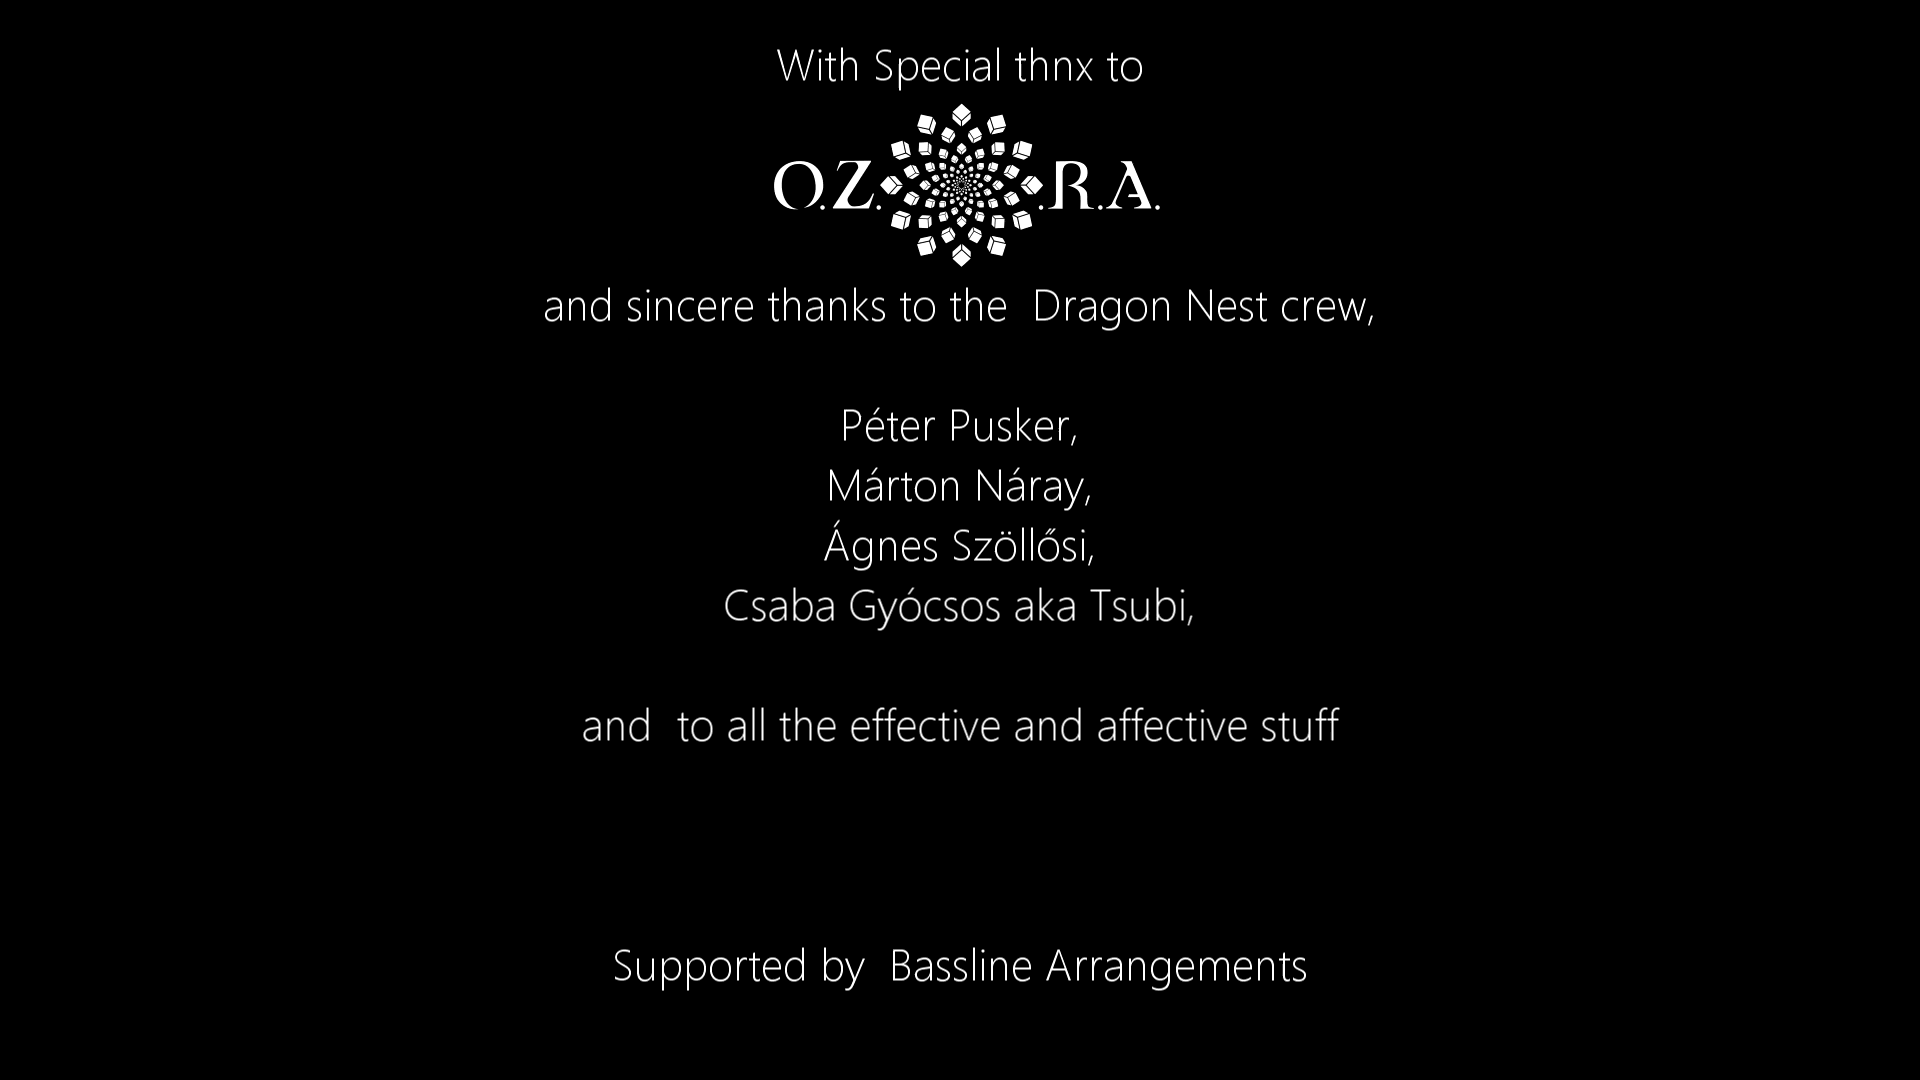 With Special thnx to
O.Z. .R.A.
and sincere thanks to the  Dragon Nest crew,
Péter Pusker,
Márton Náray,
Ágnes Szöllősi,
Csaba Gyócsos aka Tsubi,
and  to all the effective and affective stuff
Supported by  Bassline Arrangements